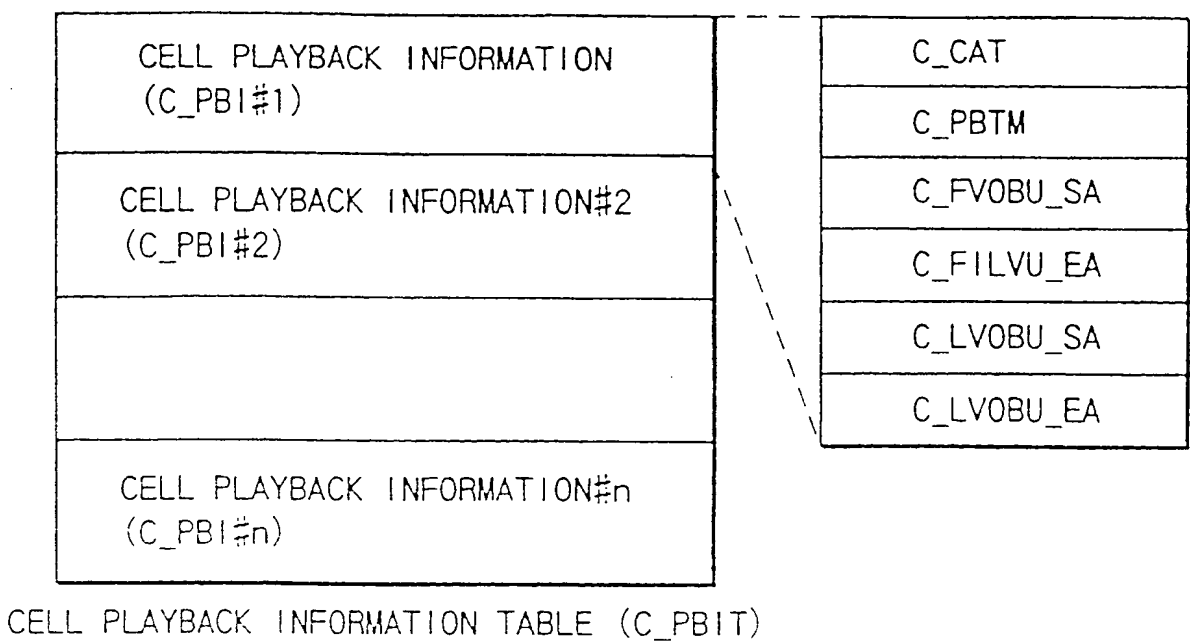 CELL PLAYBACK INFORMATION
(C_PBI#1)
CELL PLAYBACK INFORMATION#2
(C_PBI#2)
CELL PLAYBACK INFORMATION#n
(C_PBI#n)
C_CAT
C_PBTM
C_FVOBU_SA
C_FILVU_EA
C_LVOBU_SA
C_LVOBU_EA
CELL PLAYBACK INFORMATION TABLE (C_PBIT)